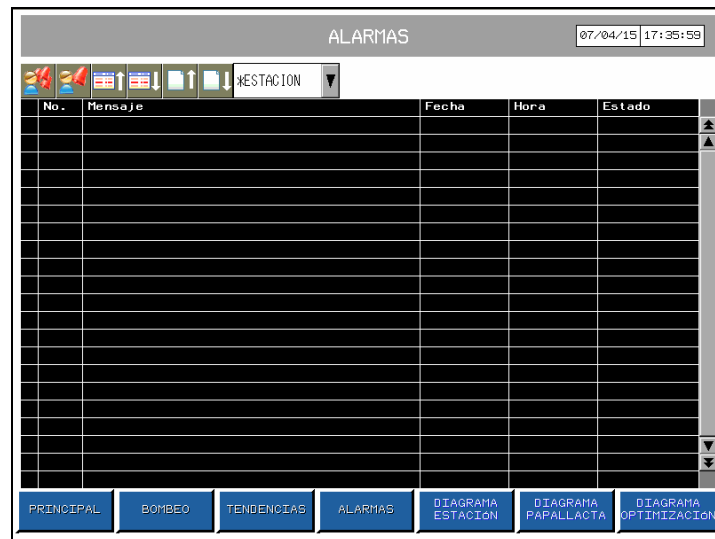 ALARMAS
07/04/15 17:35:59
*ESTACION
No. Mensaje Fecha Hora Estado
PRINCIPAL
BOMBEO
TENDENCIAS
ALARMAS
DIAGRAMA
ESTACIÓN
DIAGRAMA
PAPALLACTA
DIAGRAMA
OPTIMIZACIÓN